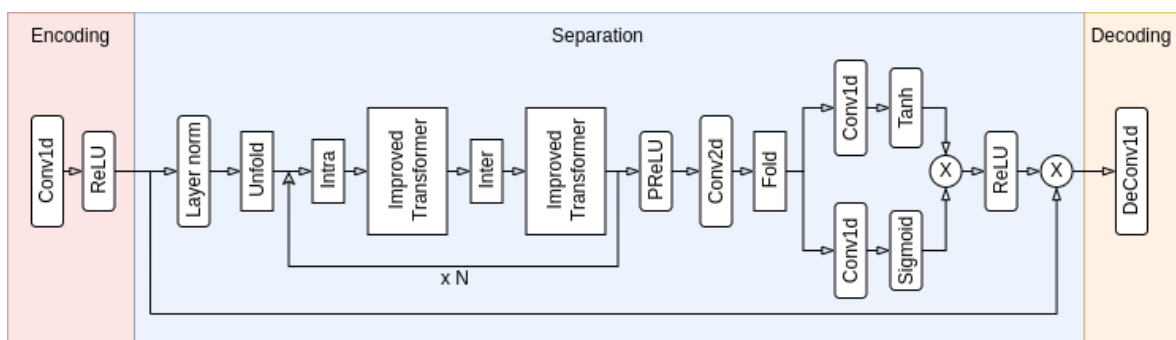 Encoding
Separation
Decoding
Conv1d
ReLU
Layer norm
Unfold
Intra
Improved
Transformer
Inter
Improved
Transformer
x N
PReLU
Conv2d
Fold
Conv1d
Tanh
Conv1d
Sigmoid
X
ReLU
X
DeConv1d